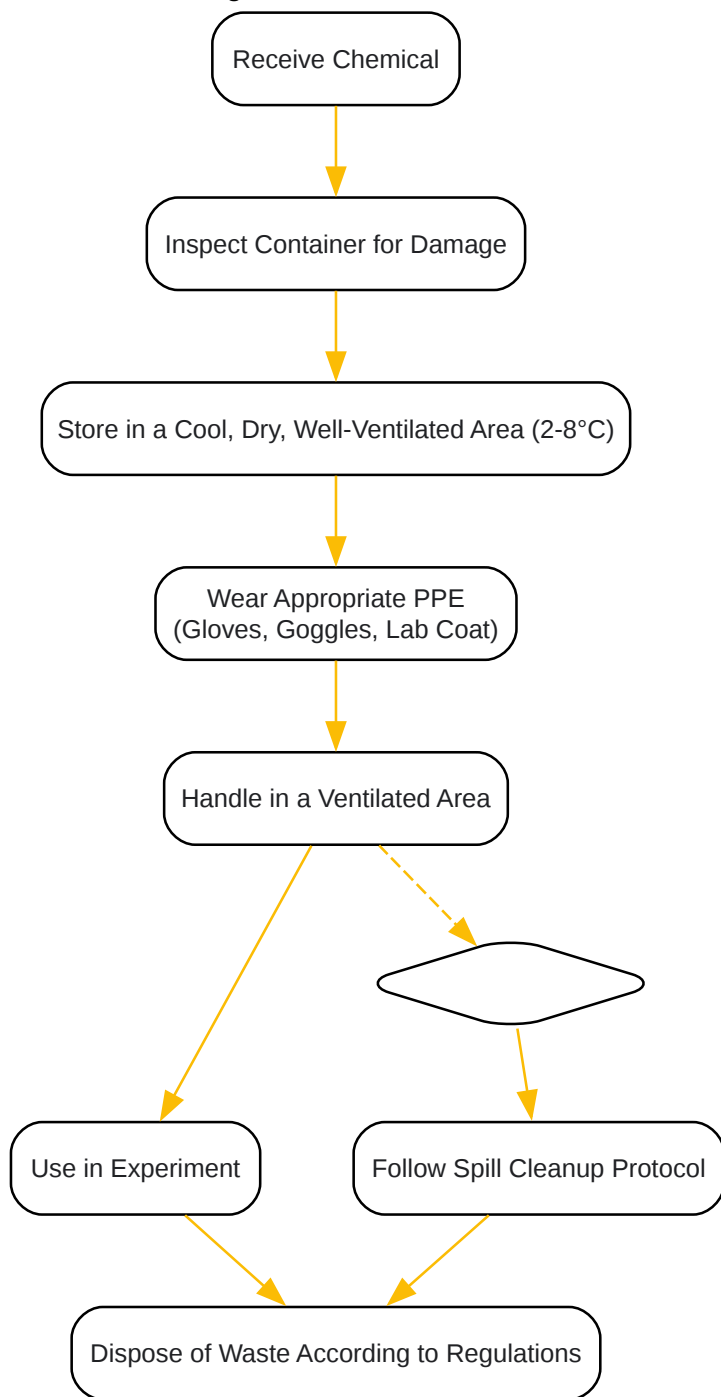 Receive Chemical
Inspect Container for Damage
Store in a Cool, Dry, Well-Ventilated Area (2-8°C)
Wear Appropriate PPE
(Gloves, Goggles, Lab Coat)
Handle in a Ventilated Area
Use in Experiment
Follow Spill Cleanup Protocol
Dispose of Waste According to Regulations